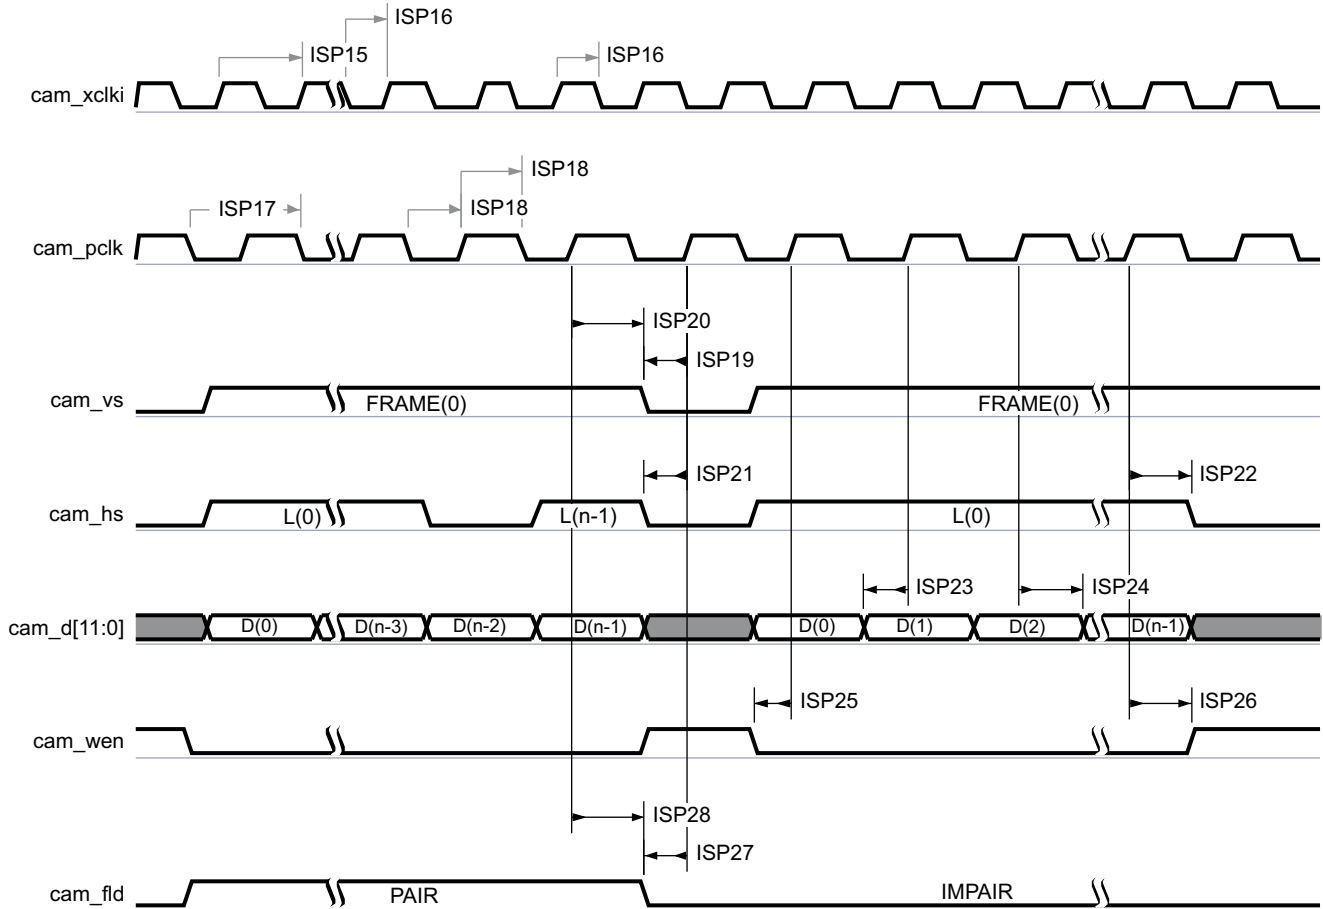 ISP16
ISP15 ISP16
cam_xclki
ISP18
ISP17 ISP18
cam_pclk
ISP20
ISP19
cam_vs FRAME(0) FRAME(0)
ISP21 ISP22
cam_hs L(0) L(n-1) L(0)
ISP23 ISP24
cam_d[11:0] D(0) D(n-3) D(n-2) D(n-1) D(0) D(1) D(2) D(n-1)
ISP25 ISP26
cam_wen
ISP28
ISP27
cam_fld PAIR IMPAIR